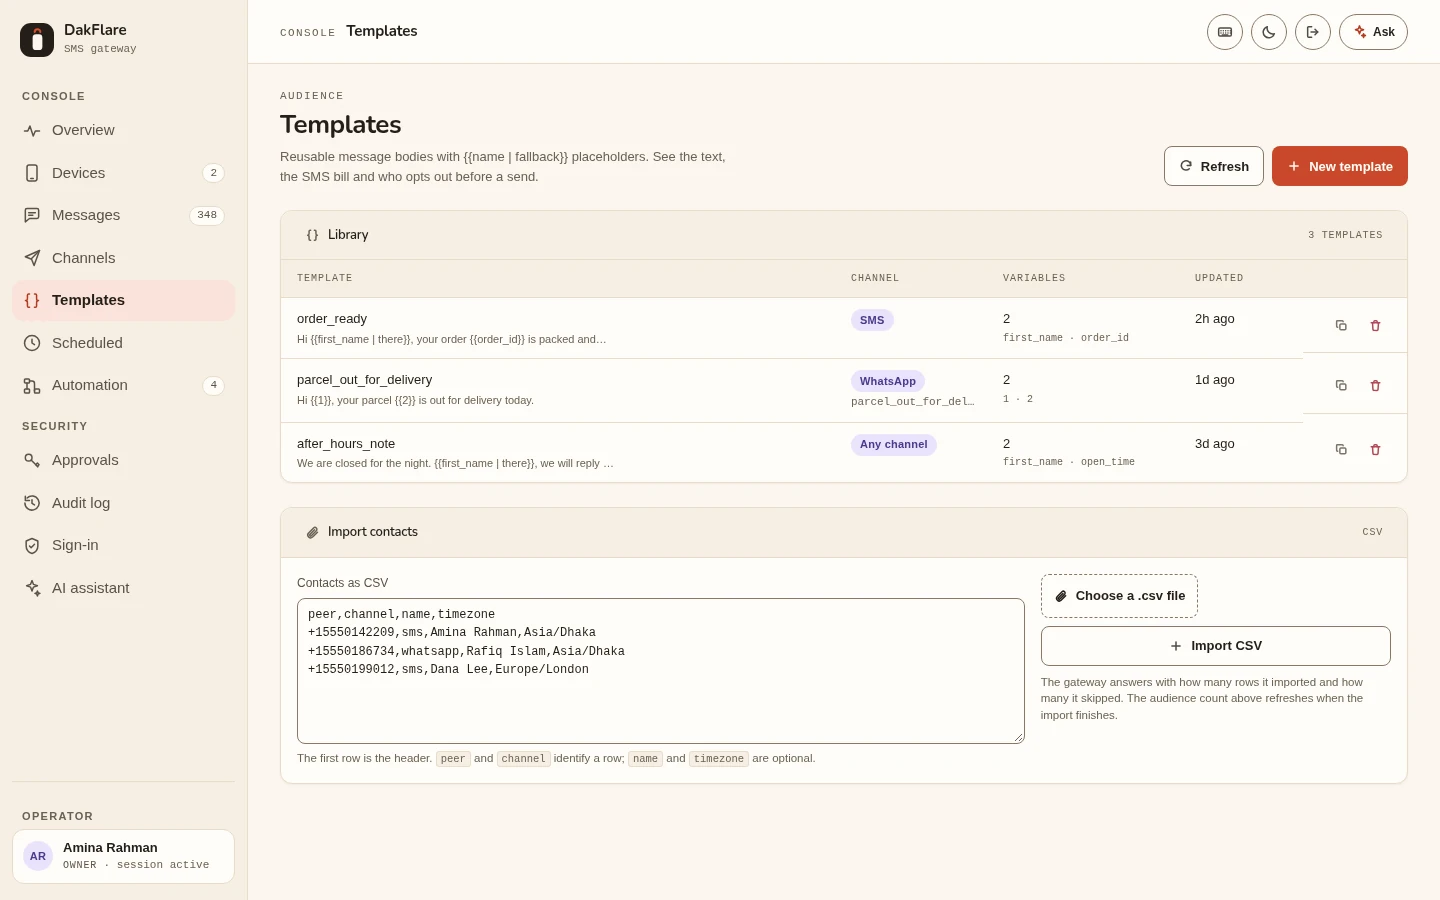 DakFlare
SMS gateway
CONSOLE
Overview
Devices 2
Messages 348
Channels
Templates
Scheduled
Automation 4
SECURITY
Approvals
Audit log
Sign-in
AI assistant
OPERATOR
AR
Amina Rahman
OWNER · session active
CONSOLE Templates
Ask
AUDIENCE
Templates
Reusable message bodies with {{name | fallback}} placeholders. See the text,
the SMS bill and who opts out before a send.
Refresh
New template
Library
3 TEMPLATES
TEMPLATE CHANNEL VARIABLES UPDATED
order_ready SMS 2 2h ago
Hi {{first_name | there}}, your order {{order_id}} is packed and… first_name · order_id
parcel_out_for_delivery WhatsApp 2 1d ago
Hi {{1}}, your parcel {{2}} is out for delivery today. parcel_out_for_del… 1 · 2
after_hours_note Any channel 2 3d ago
We are closed for the night. {{first_name | there}}, we will reply … first_name · open_time
Import contacts
CSV
Contacts as CSV
peer,channel,name,timezone
+15550142209,sms,Amina Rahman,Asia/Dhaka
+15550186734,whatsapp,Rafiq Islam,Asia/Dhaka
+15550199012,sms,Dana Lee,Europe/London
The first row is the header. peer and channel identify a row; name and timezone are optional.
Choose a .csv file
Import CSV
The gateway answers with how many rows it imported and how
many it skipped. The audience count above refreshes when the
import finishes.